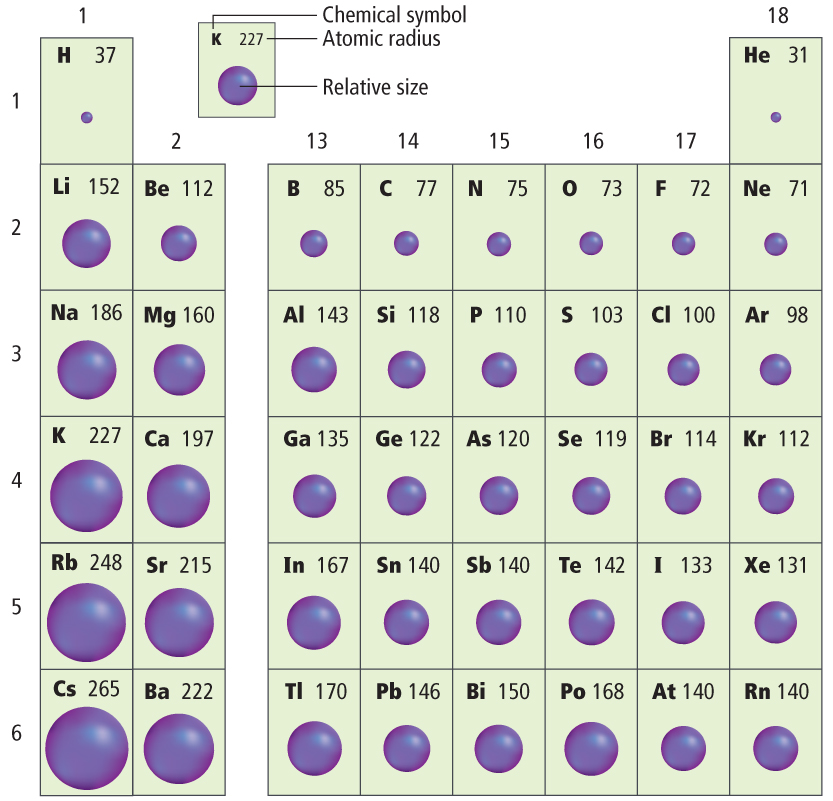 1
18
Chemical symbol
K 227
Atomic radius
Relative size
1
H 37
He 31
2
13
14
15
16
17
2
Li 152
Be 112
B 85
C 77
N 75
O 73
F 72
Ne 71
3
Na 186
Mg 160
Al 143
Si 118
P 110
S 103
Cl 100
Ar 98
4
K 227
Ca 197
Ga 135
Ge 122
As 120
Se 119
Br 114
Kr 112
5
Rb 248
Sr 215
In 167
Sn 140
Sb 140
Te 142
I 133
Xe 131
6
Cs 265
Ba 222
Tl 170
Pb 146
Bi 150
Po 168
At 140
Rn 140